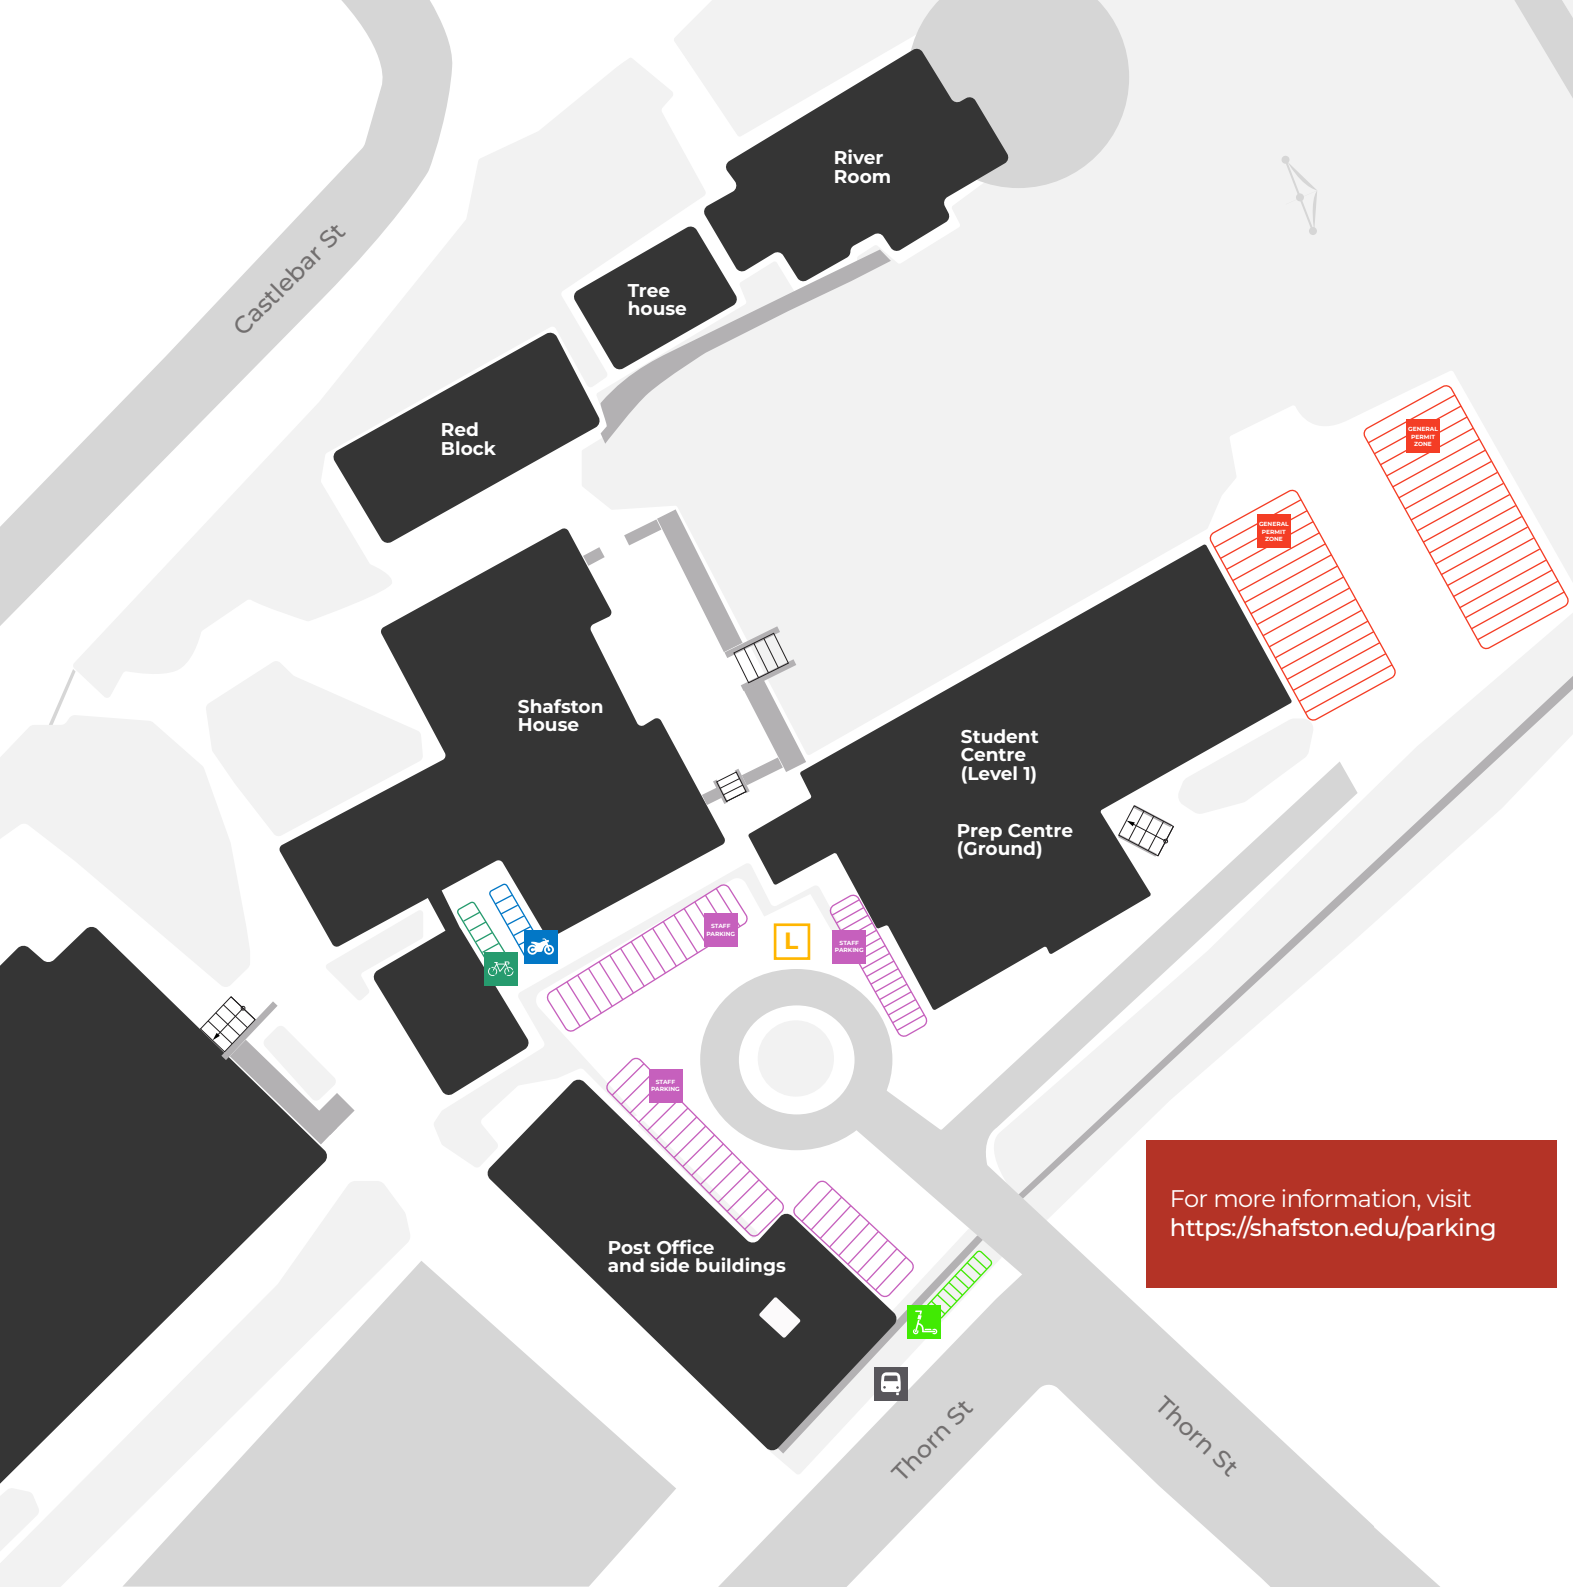 River
Room
Castlebar St
Tree
house
Red
Block
GENERAL
PERMIT
ZONE
GENERAL
PERMIT
ZONE
Shafston
House
Student
Centre
(Level 1)
Prep Centre
(Ground)
STAFF
PARKING
L
STAFF
PARKING
STAFF
PARKING
For more information, visit
https://shafston.edu/parking
Post Office
and side buildings
Thorn St
Thorn St